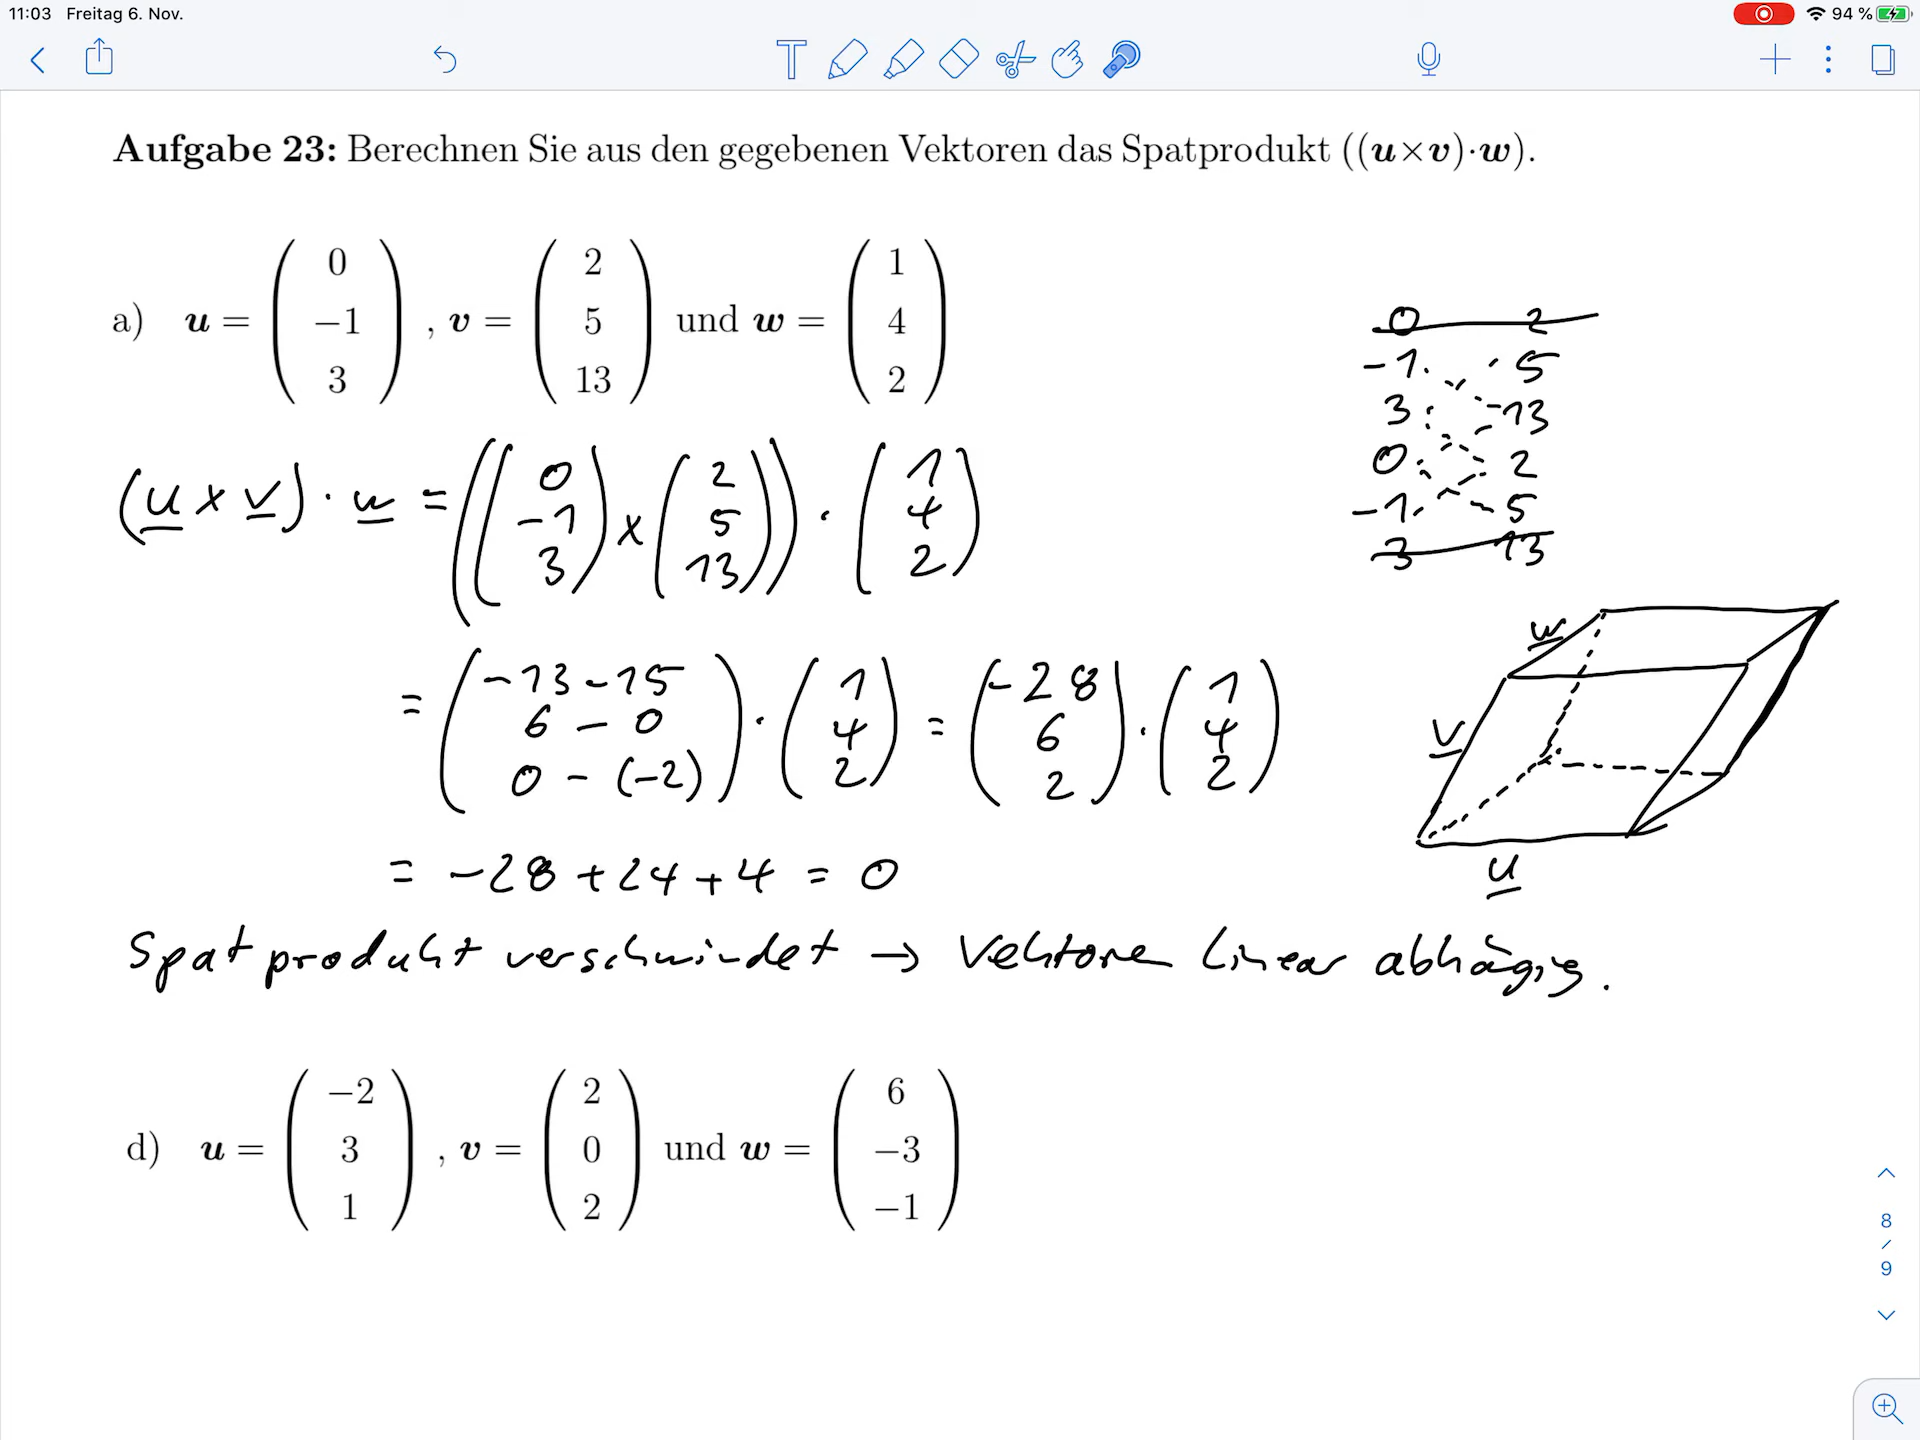 11:03 Freitag 6. Nov. 94 %
Aufgabe 23: Berechnen Sie aus den gegebenen Vektoren das Spatprodukt ((u×v)·w).
a) u = ( 0 −1 3 ) , v = ( 2 5 13 ) und w = ( 1 4 2 )
0 2
-1 5
3 13
0 2
-1 5
3 13
(u × v) · w = (( 0 -1 3 ) × ( 2 5 13 )) · ( 1 4 2 )
= ( -13-15 6-0 0-(-2) ) · ( 1 4 2 ) = ( -28 6 2 ) · ( 1 4 2 )
w
v
u
= -28+24+4 = 0
Spatprodukt verschwindet → Vektoren linear abhängig.
d) u = ( −2 3 1 ) , v = ( 2 0 2 ) und w = ( 6 −3 −1 )
8
/
9